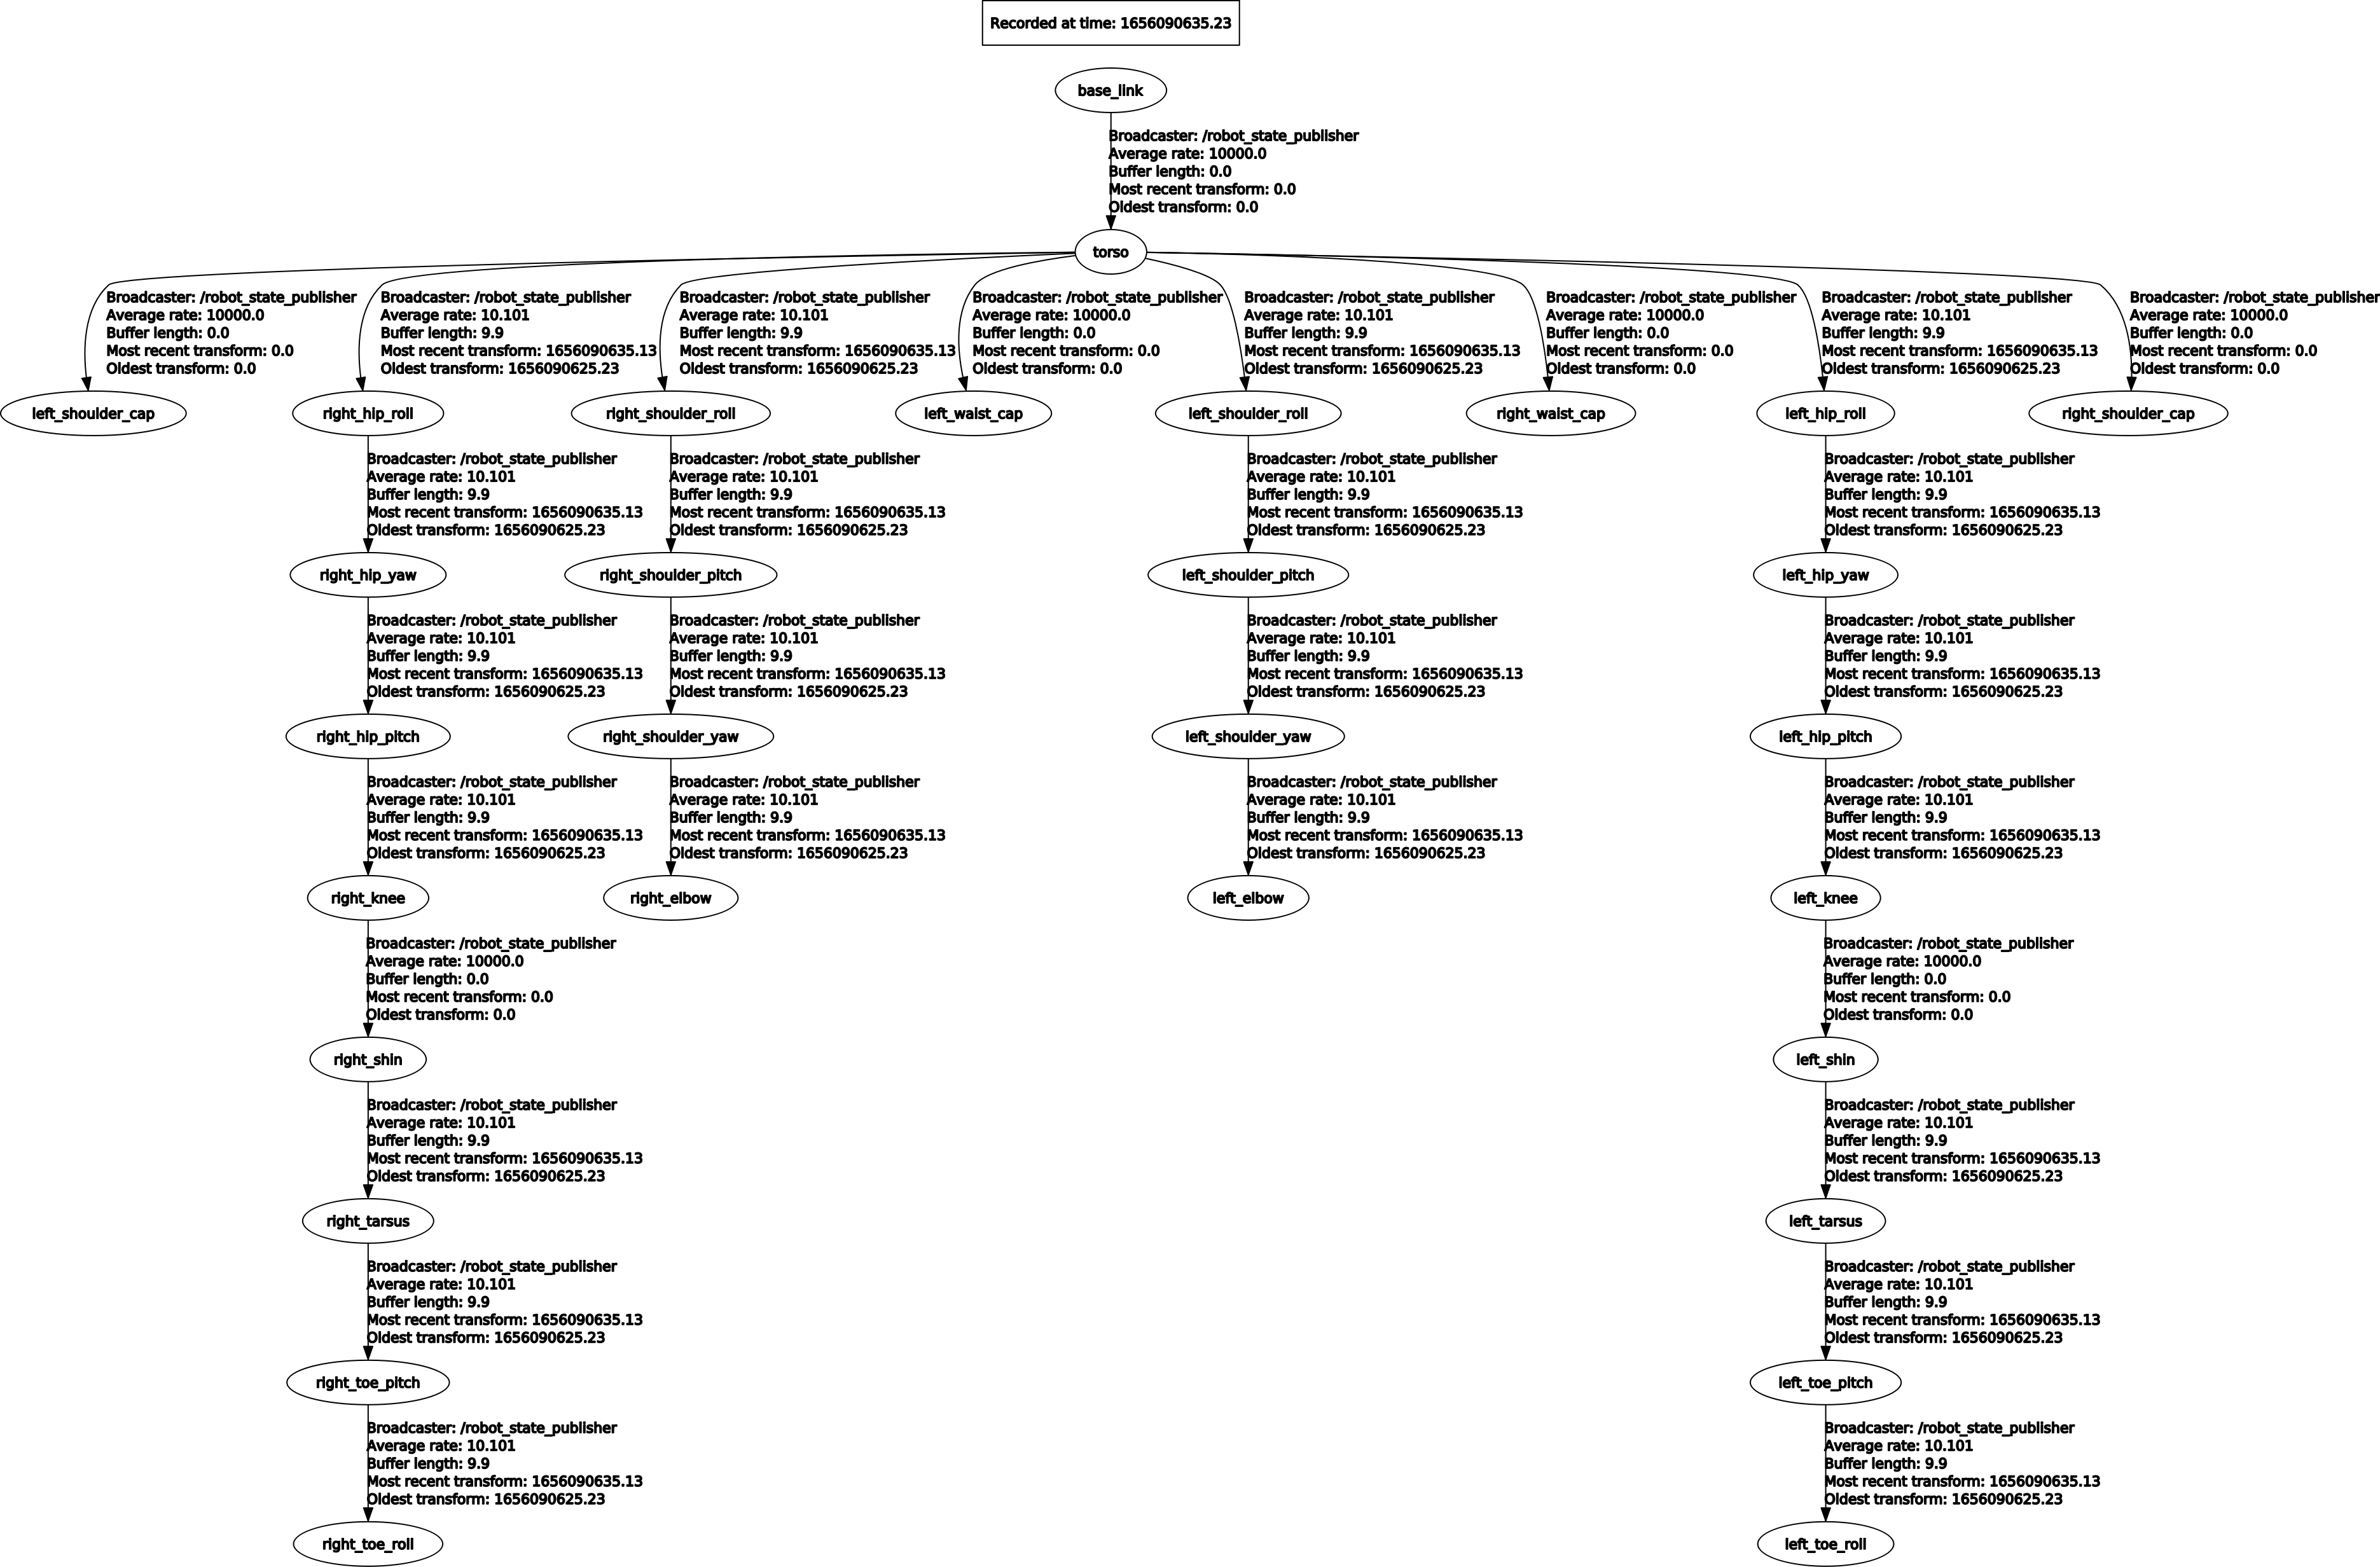 Recorded at time: 1656090635.23
base_link
Broadcaster: /robot_state_publisher
Average rate: 10000.0
Buffer length: 0.0
Most recent transform: 0.0
Oldest transform: 0.0
torso
Broadcaster: /robot_state_publisher
Average rate: 10000.0
Buffer length: 0.0
Most recent transform: 0.0
Oldest transform: 0.0
Broadcaster: /robot_state_publisher
Average rate: 10.101
Buffer length: 9.9
Most recent transform: 1656090635.13
Oldest transform: 1656090625.23
Broadcaster: /robot_state_publisher
Average rate: 10.101
Buffer length: 9.9
Most recent transform: 1656090635.13
Oldest transform: 1656090625.23
Broadcaster: /robot_state_publisher
Average rate: 10000.0
Buffer length: 0.0
Most recent transform: 0.0
Oldest transform: 0.0
Broadcaster: /robot_state_publisher
Average rate: 10.101
Buffer length: 9.9
Most recent transform: 1656090635.13
Oldest transform: 1656090625.23
Broadcaster: /robot_state_publisher
Average rate: 10000.0
Buffer length: 0.0
Most recent transform: 0.0
Oldest transform: 0.0
Broadcaster: /robot_state_publisher
Average rate: 10.101
Buffer length: 9.9
Most recent transform: 1656090635.13
Oldest transform: 1656090625.23
Broadcaster: /robot_state_publisher
Average rate: 10000.0
Buffer length: 0.0
Most recent transform: 0.0
Oldest transform: 0.0
left_shoulder_cap
right_hip_roll
right_shoulder_roll
left_waist_cap
left_shoulder_roll
right_waist_cap
left_hip_roll
right_shoulder_cap
Broadcaster: /robot_state_publisher
Average rate: 10.101
Buffer length: 9.9
Most recent transform: 1656090635.13
Oldest transform: 1656090625.23
Broadcaster: /robot_state_publisher
Average rate: 10.101
Buffer length: 9.9
Most recent transform: 1656090635.13
Oldest transform: 1656090625.23
Broadcaster: /robot_state_publisher
Average rate: 10.101
Buffer length: 9.9
Most recent transform: 1656090635.13
Oldest transform: 1656090625.23
Broadcaster: /robot_state_publisher
Average rate: 10.101
Buffer length: 9.9
Most recent transform: 1656090635.13
Oldest transform: 1656090625.23
right_hip_yaw
right_shoulder_pitch
left_shoulder_pitch
left_hip_yaw
Broadcaster: /robot_state_publisher
Average rate: 10.101
Buffer length: 9.9
Most recent transform: 1656090635.13
Oldest transform: 1656090625.23
Broadcaster: /robot_state_publisher
Average rate: 10.101
Buffer length: 9.9
Most recent transform: 1656090635.13
Oldest transform: 1656090625.23
Broadcaster: /robot_state_publisher
Average rate: 10.101
Buffer length: 9.9
Most recent transform: 1656090635.13
Oldest transform: 1656090625.23
Broadcaster: /robot_state_publisher
Average rate: 10.101
Buffer length: 9.9
Most recent transform: 1656090635.13
Oldest transform: 1656090625.23
right_hip_pitch
right_shoulder_yaw
left_shoulder_yaw
left_hip_pitch
Broadcaster: /robot_state_publisher
Average rate: 10.101
Buffer length: 9.9
Most recent transform: 1656090635.13
Oldest transform: 1656090625.23
Broadcaster: /robot_state_publisher
Average rate: 10.101
Buffer length: 9.9
Most recent transform: 1656090635.13
Oldest transform: 1656090625.23
Broadcaster: /robot_state_publisher
Average rate: 10.101
Buffer length: 9.9
Most recent transform: 1656090635.13
Oldest transform: 1656090625.23
Broadcaster: /robot_state_publisher
Average rate: 10.101
Buffer length: 9.9
Most recent transform: 1656090635.13
Oldest transform: 1656090625.23
right_knee
right_elbow
left_elbow
left_knee
Broadcaster: /robot_state_publisher
Average rate: 10000.0
Buffer length: 0.0
Most recent transform: 0.0
Oldest transform: 0.0
Broadcaster: /robot_state_publisher
Average rate: 10000.0
Buffer length: 0.0
Most recent transform: 0.0
Oldest transform: 0.0
right_shin
left_shin
Broadcaster: /robot_state_publisher
Average rate: 10.101
Buffer length: 9.9
Most recent transform: 1656090635.13
Oldest transform: 1656090625.23
Broadcaster: /robot_state_publisher
Average rate: 10.101
Buffer length: 9.9
Most recent transform: 1656090635.13
Oldest transform: 1656090625.23
right_tarsus
left_tarsus
Broadcaster: /robot_state_publisher
Average rate: 10.101
Buffer length: 9.9
Most recent transform: 1656090635.13
Oldest transform: 1656090625.23
Broadcaster: /robot_state_publisher
Average rate: 10.101
Buffer length: 9.9
Most recent transform: 1656090635.13
Oldest transform: 1656090625.23
right_toe_pitch
left_toe_pitch
Broadcaster: /robot_state_publisher
Average rate: 10.101
Buffer length: 9.9
Most recent transform: 1656090635.13
Oldest transform: 1656090625.23
Broadcaster: /robot_state_publisher
Average rate: 10.101
Buffer length: 9.9
Most recent transform: 1656090635.13
Oldest transform: 1656090625.23
right_toe_roll
left_toe_roll